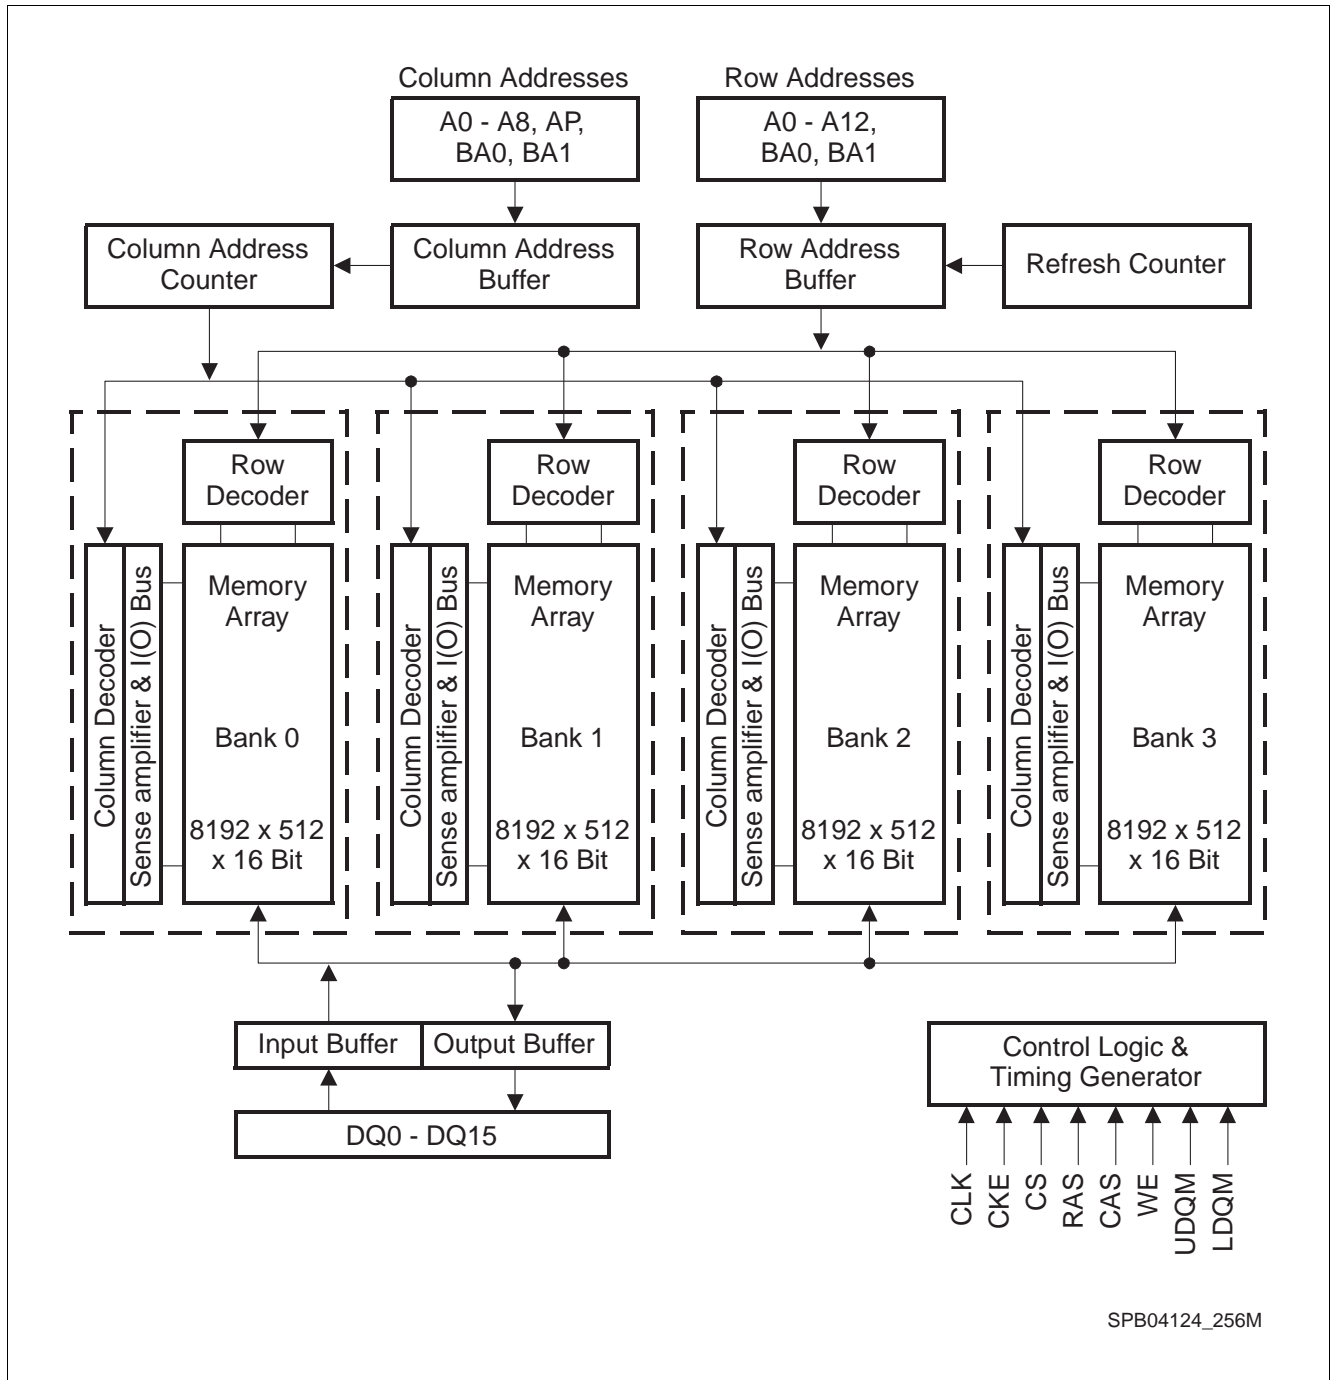 Column Addresses
Row Addresses
A0 - A8, AP,
BA0, BA1
A0 - A12,
BA0, BA1
Column Address
Counter
Column Address
Buffer
Row Address
Buffer
Refresh Counter
Row
Decoder
Row
Decoder
Row
Decoder
Row
Decoder
Column Decoder
Sense amplifier & I(O) Bus
Memory
Array
Bank 0
8192 x 512
x 16 Bit
Column Decoder
Sense amplifier & I(O) Bus
Memory
Array
Bank 1
8192 x 512
x 16 Bit
Column Decoder
Sense amplifier & I(O) Bus
Memory
Array
Bank 2
8192 x 512
x 16 Bit
Column Decoder
Sense amplifier & I(O) Bus
Memory
Array
Bank 3
8192 x 512
x 16 Bit
Input Buffer
Output Buffer
DQ0 - DQ15
Control Logic &
Timing Generator
CLK
CKE
CS
RAS
CAS
WE
UDQM
LDQM
SPB04124_256M